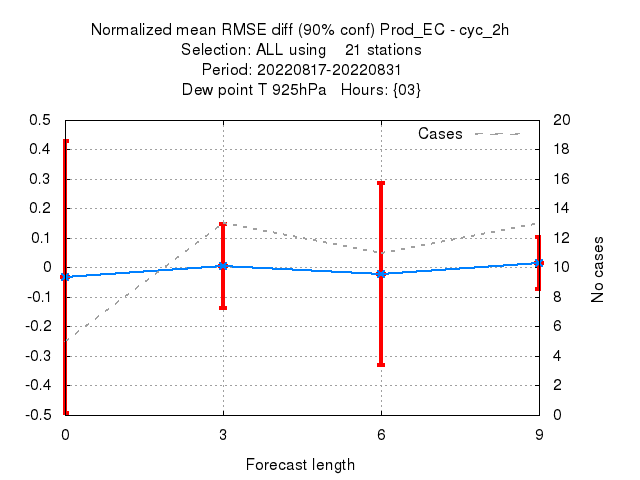 Normalized mean RMSE diff (90% conf) Prod_EC - cyc_2h
Selection: ALL using 21 stations
Period: 20220817-20220831
Dew point T 925hPa Hours: {03}
Cases
0.5
0.4
0.3
0.2
0.1
0
-0.1
-0.2
-0.3
-0.4
-0.5
20
18
16
14
12
10
8
6
4
2
0
No cases
0 3 6 9
Forecast length